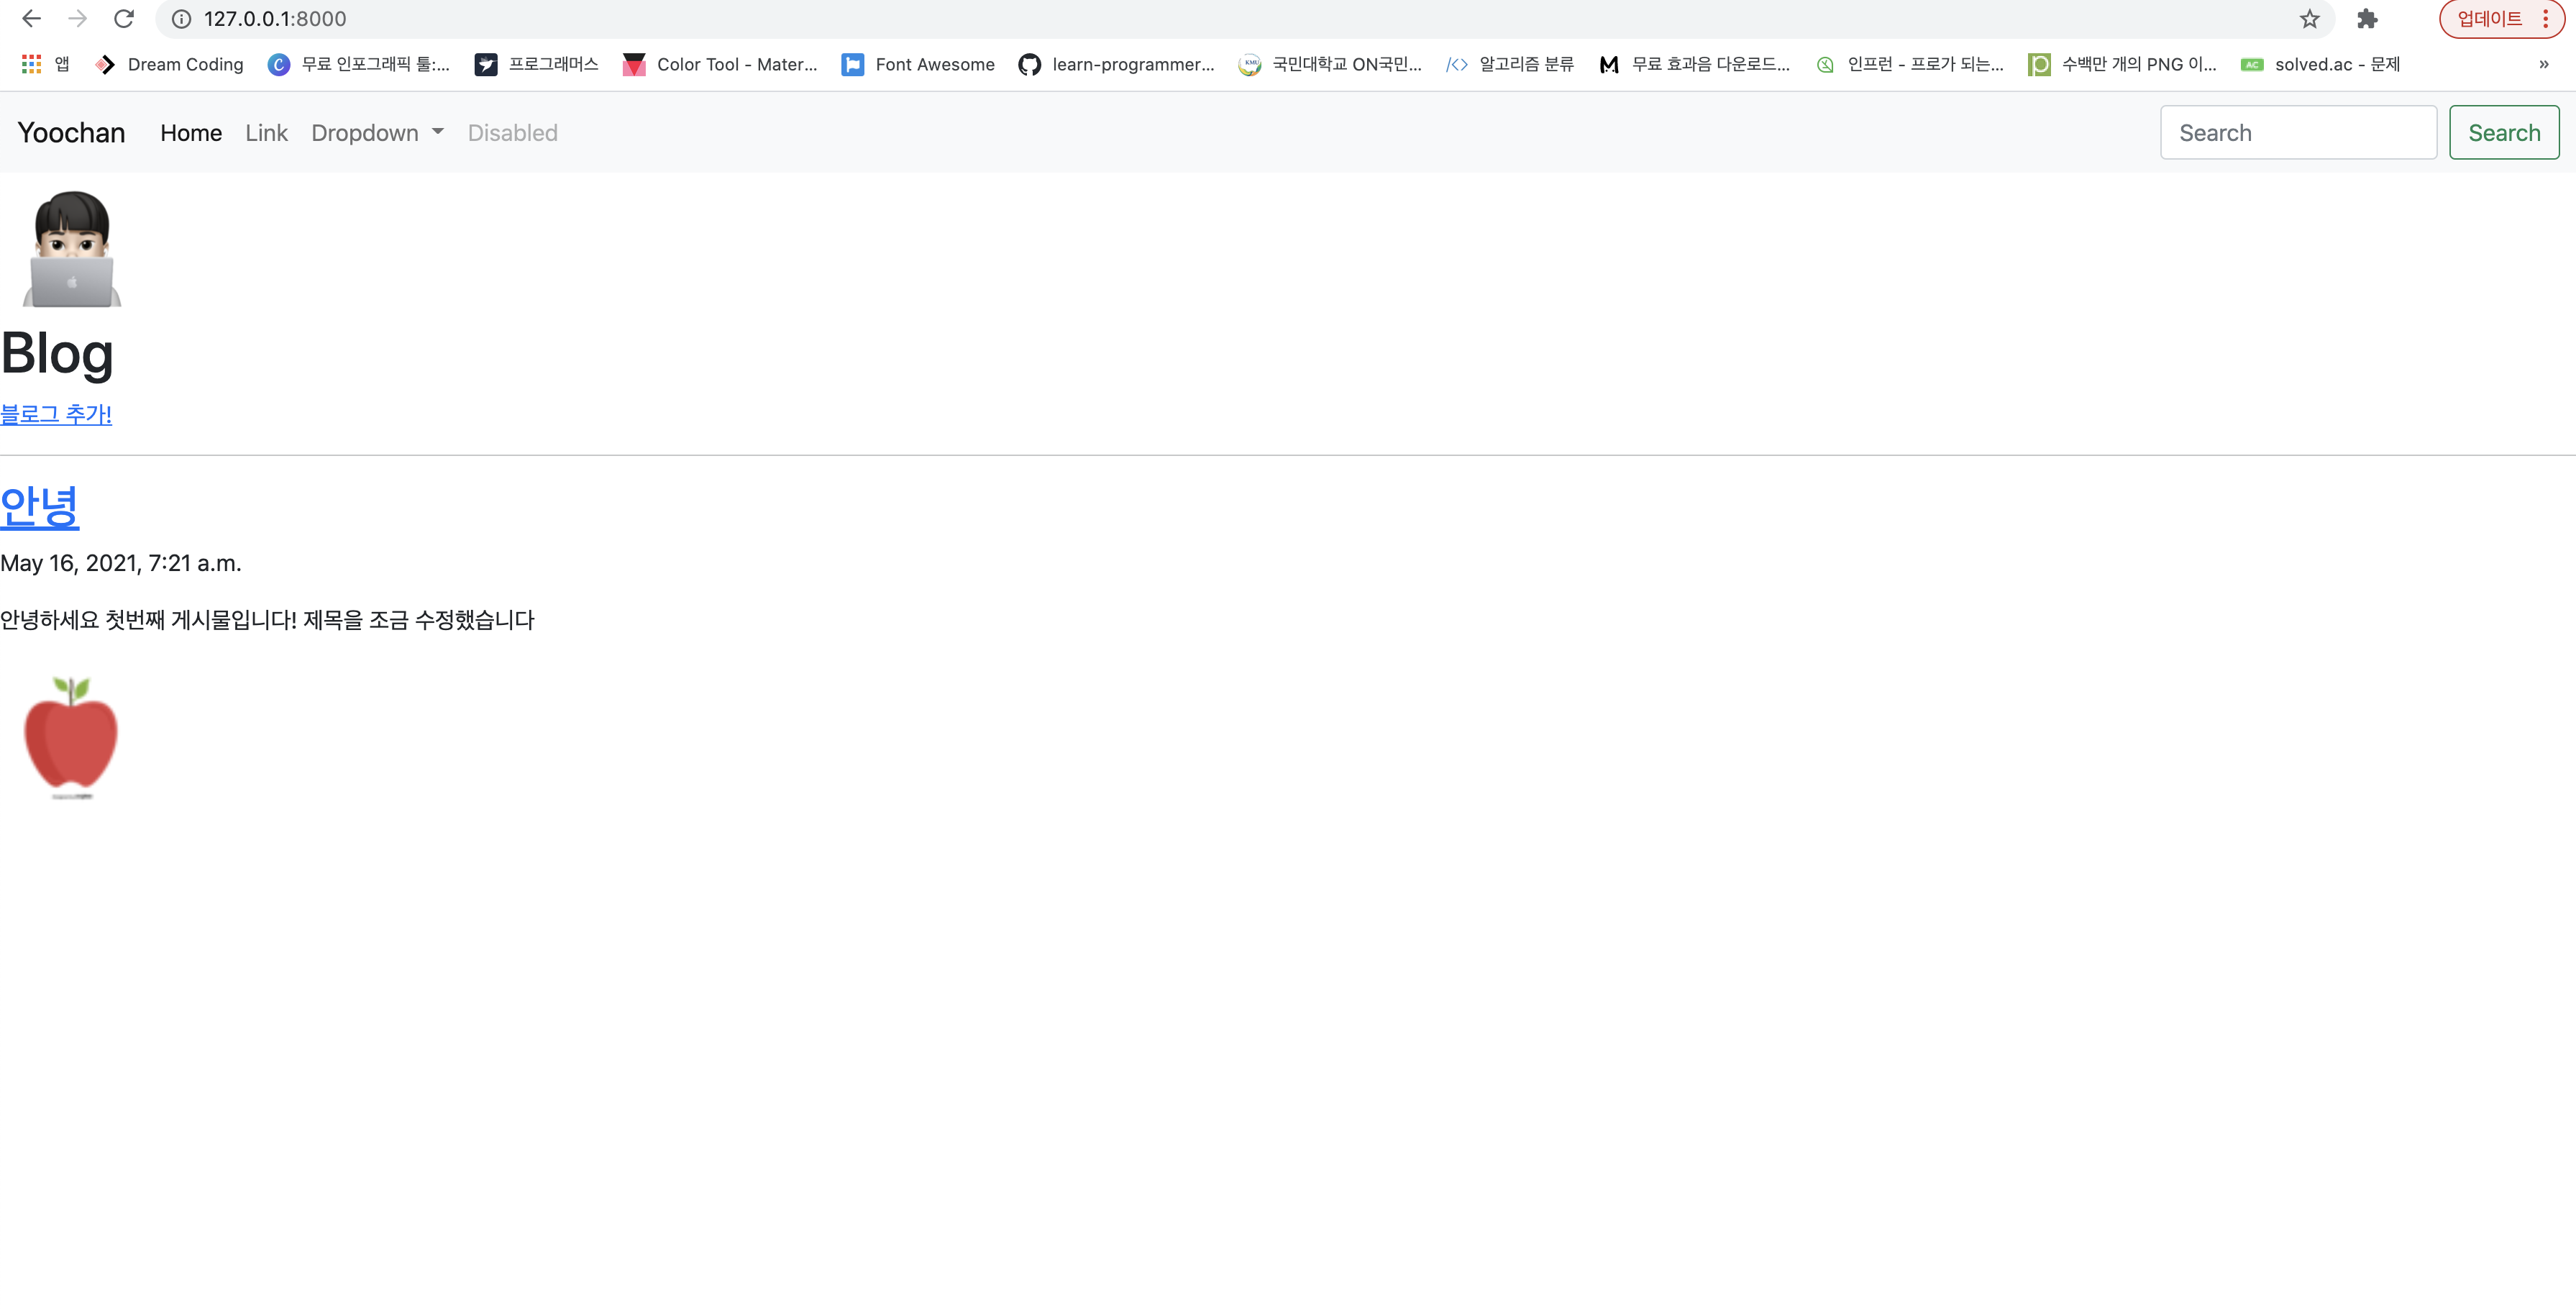 127.0.0.1:8000
업데이트
앱 Dream Coding 무료 인포그래픽 툴:... 프로그래머스 Color Tool - Mater... Font Awesome learn-programmer... KMU 국민대학교 ON국민... 알고리즘 분류 무료 효과음 다운로드... 인프런 - 프로가 되는... 수백만 개의 PNG 이... AC solved.ac - 문제 »
Yoochan Home Link Dropdown Disabled Search Search
Blog
블로그 추가!
안녕
May 16, 2021, 7:21 a.m.
안녕하세요 첫번째 게시물입니다! 제목을 조금 수정했습니다